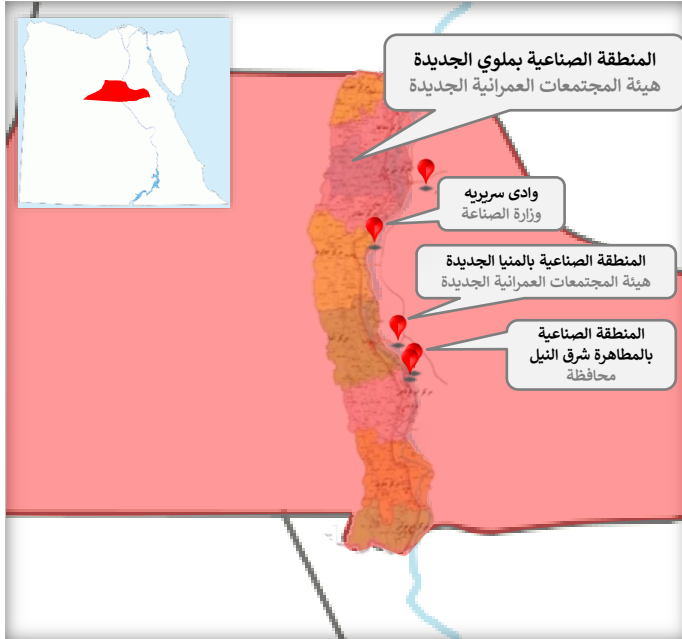 المنطقة الصناعية بملوي الجديدة
هيئة المجتمعات العمرانية الجديدة
وادى سريريه
وزارة الصناعة
المنطقة الصناعية بالمنيا الجديدة
هيئة المجتمعات العمرانية الجديدة
المنطقة الصناعية
بالمطاهرة شرق النيل
محافظة